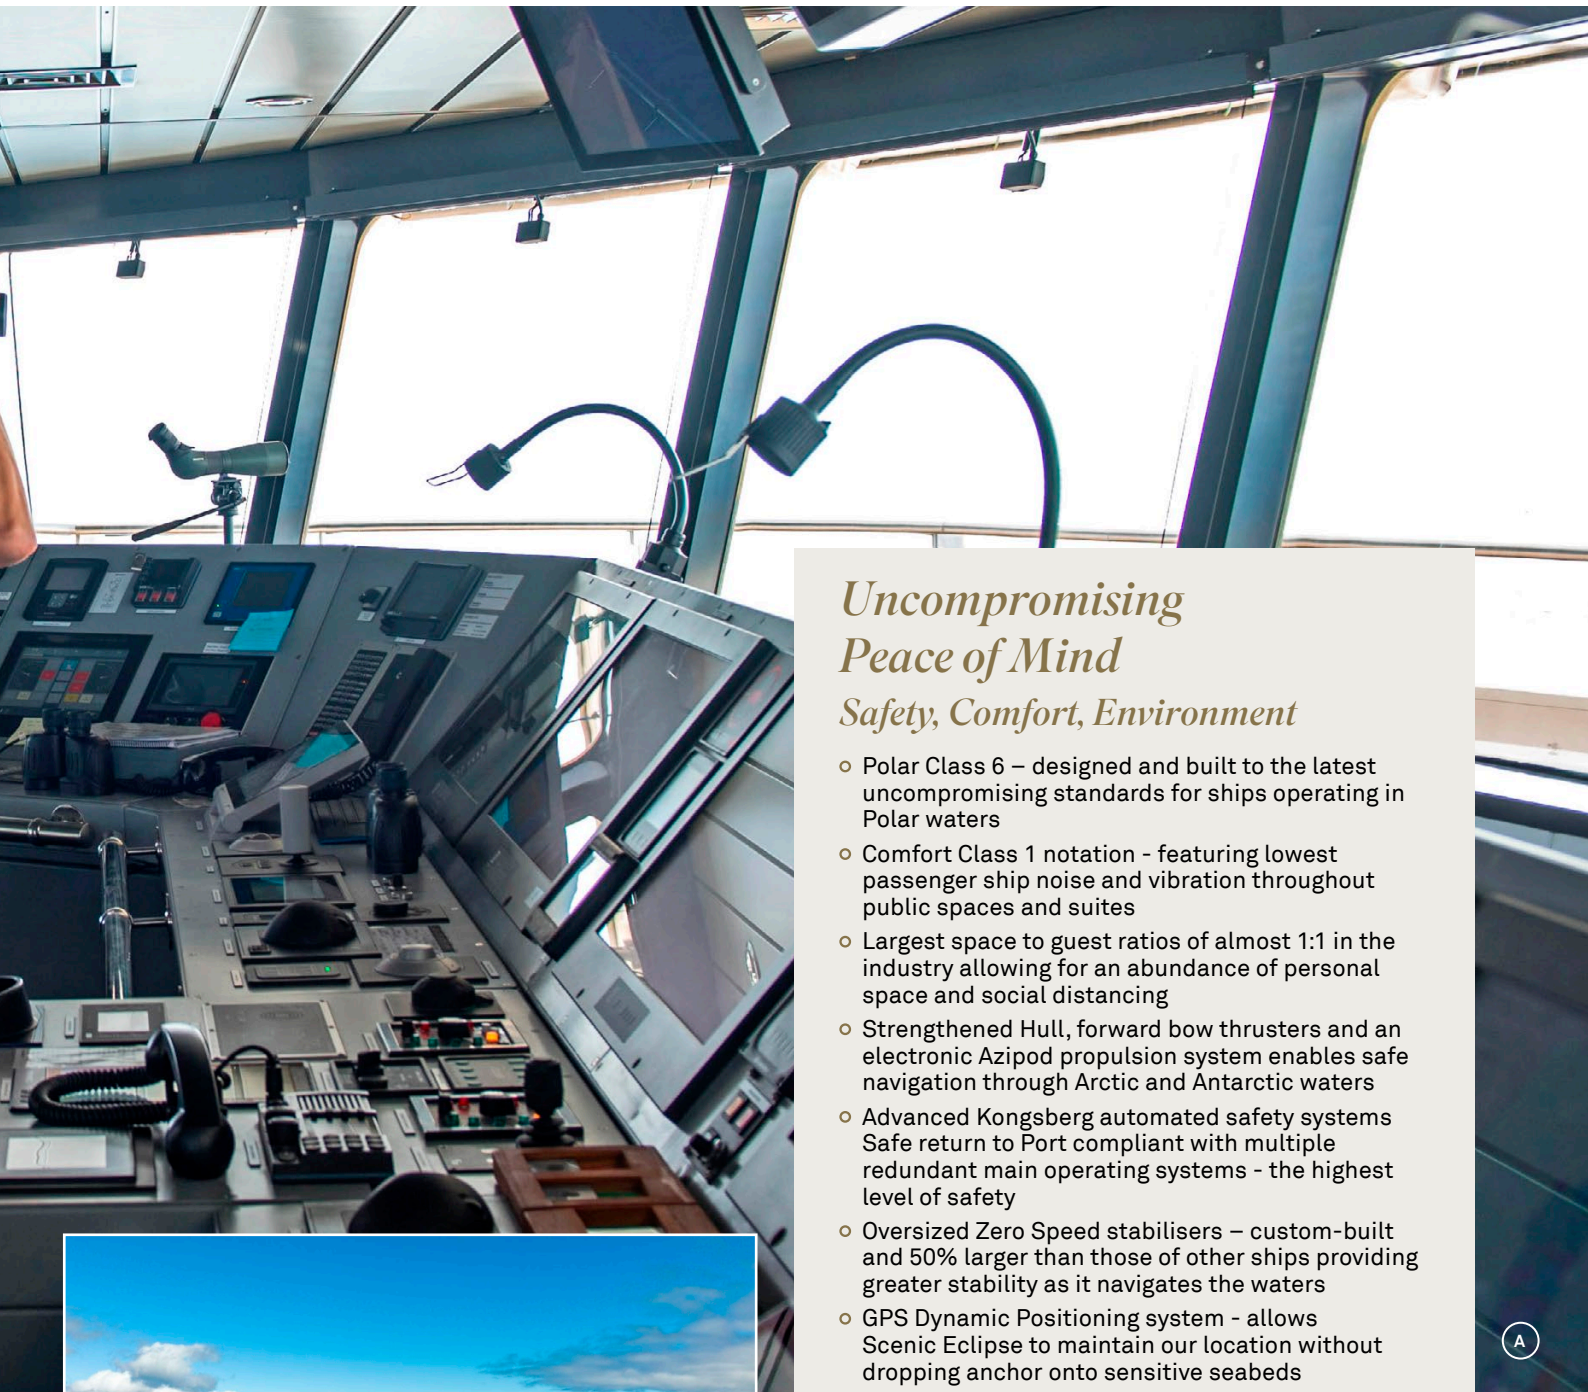 Uncompromising
Peace of Mind
Safety, Comfort, Environment
Polar Class 6 – designed and built to the latest
uncompromising standards for ships operating in
Polar waters
Comfort Class 1 notation - featuring lowest
passenger ship noise and vibration throughout
public spaces and suites
Largest space to guest ratios of almost 1:1 in the
industry allowing for an abundance of personal
space and social distancing
Strengthened Hull, forward bow thrusters and an
electronic Azipod propulsion system enables safe
navigation through Arctic and Antarctic waters
Advanced Kongsberg automated safety systems
Safe return to Port compliant with multiple
redundant main operating systems - the highest
level of safety
Oversized Zero Speed stabilisers – custom-built
and 50% larger than those of other ships providing
greater stability as it navigates the waters
GPS Dynamic Positioning system - allows
Scenic Eclipse to maintain our location without
dropping anchor onto sensitive seabeds
A